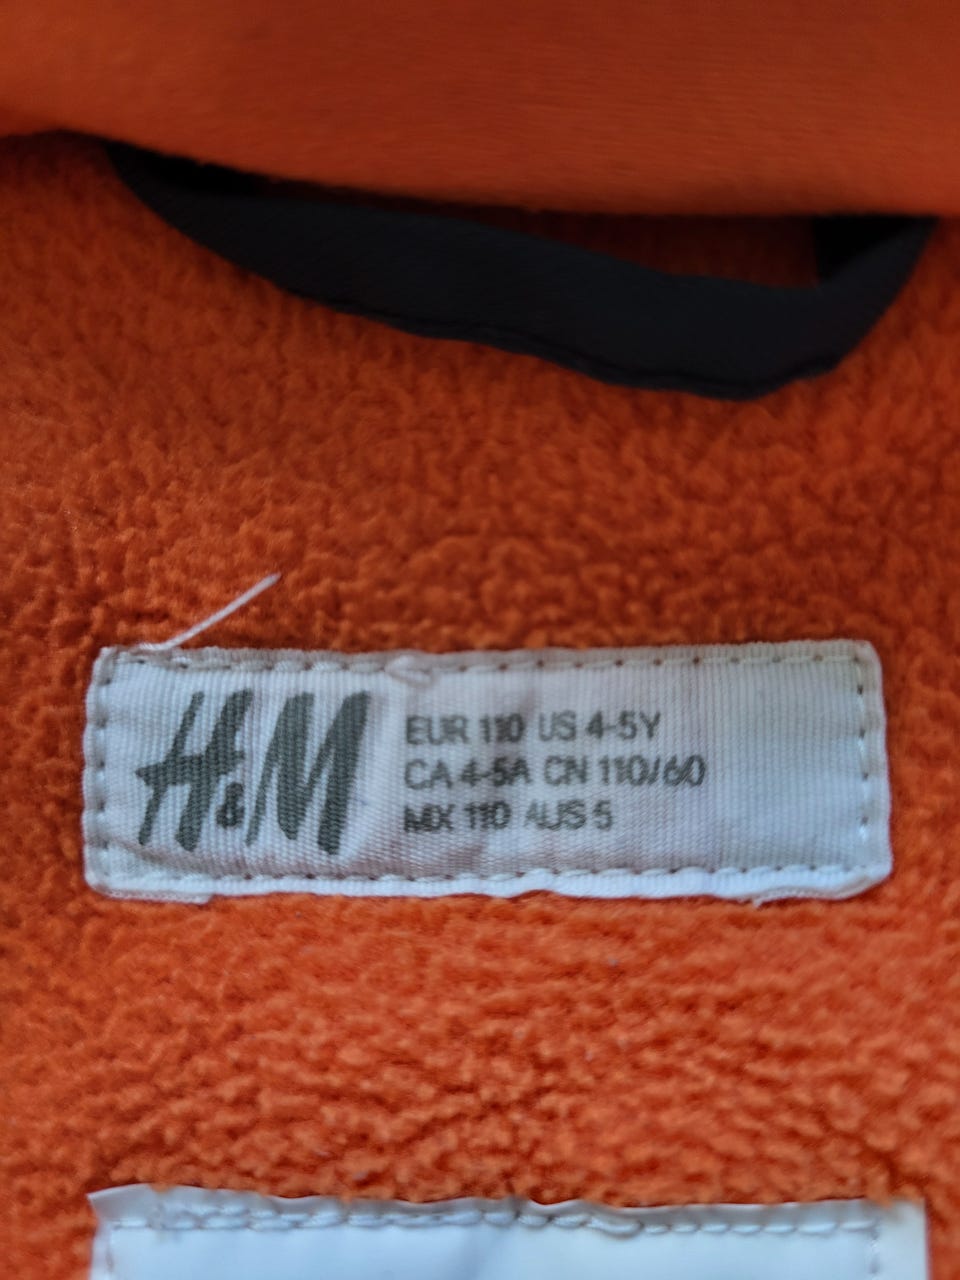 H&M
EUR 110 US 4-5Y
CA 4-5A CN 110/60
MX 110 AUS 5